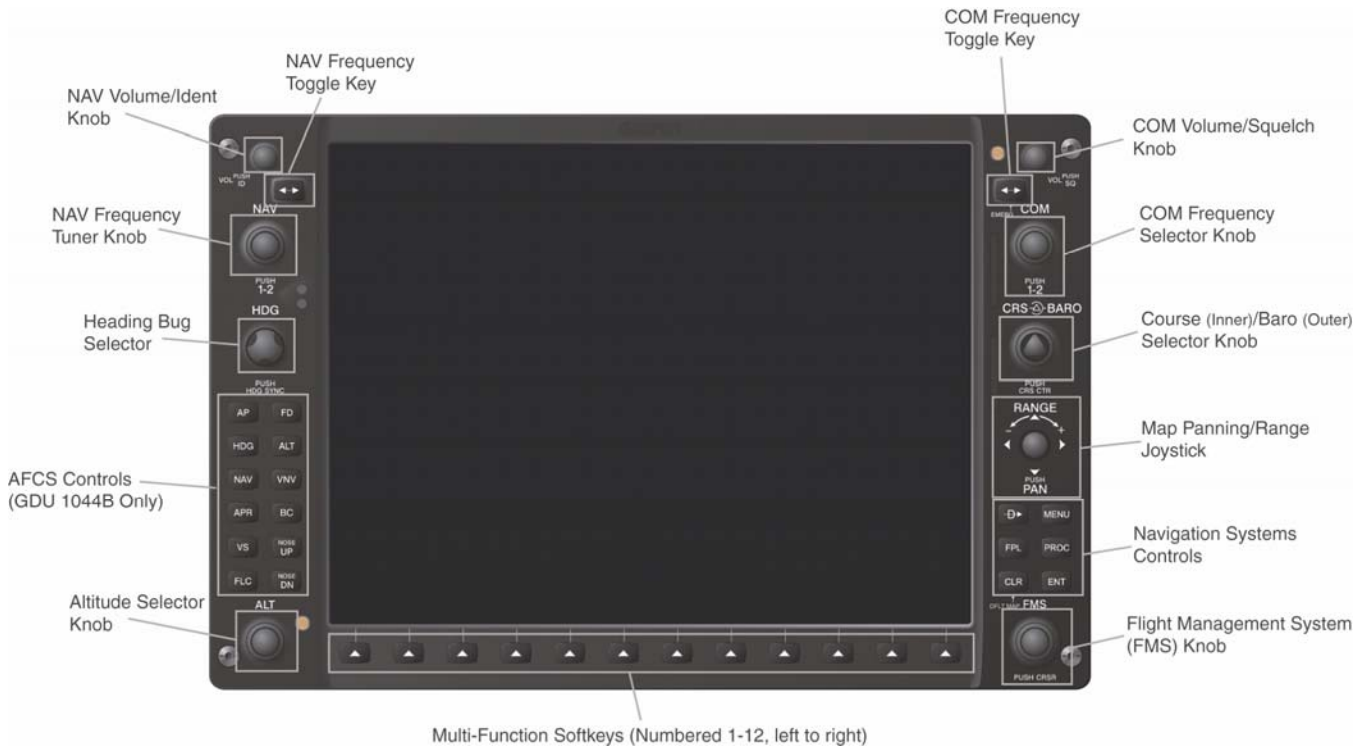 COM Frequency
Toggle Key
NAV Frequency
Toggle Key
NAV Volume/Ident
Knob
COM Volume/Squelch
Knob
VOL PUSH ID
VOL PUSH SQ
EMERG
NAV
COM
NAV Frequency
Tuner Knob
COM Frequency
Selector Knob
PUSH
1-2
PUSH
1-2
HDG
CRS BARO
Heading Bug
Selector
Course (Inner)/Baro (Outer)
Selector Knob
PUSH
HDG SYNC
PUSH
CRS CTR
AP FD
HDG ALT
NAV VNV
APR BC
VS NOSE UP
FLC NOSE DN
RANGE
- +
PUSH
PAN
Map Panning/Range
Joystick
AFCS Controls
(GDU 1044B Only)
D MENU
FPL PROC
CLR ENT
Navigation Systems
Controls
DFLT MAP
FMS
ALT
Altitude Selector
Knob
Flight Management System
(FMS) Knob
PUSH CRSR
Multi-Function Softkeys (Numbered 1-12, left to right)